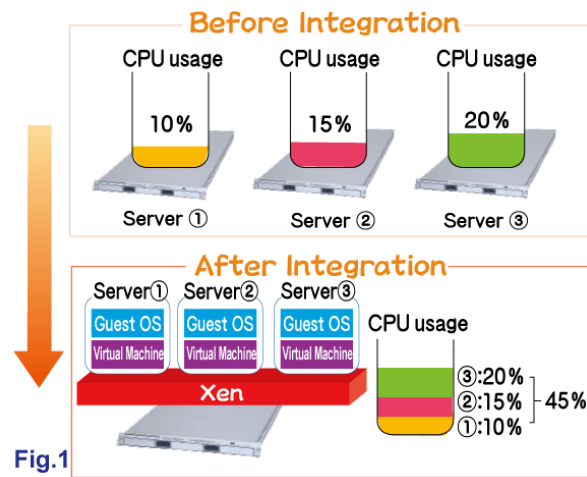 Before Integration
CPU usage CPU usage CPU usage
10% 15% 20%
Server ① Server ② Server ③
After Integration
Server① Server② Server③
Guest OS Guest OS Guest OS
Virtual Machine Virtual Machine Virtual Machine
Xen
CPU usage
③:20%
②:15% 45%
①:10%
Fig.1